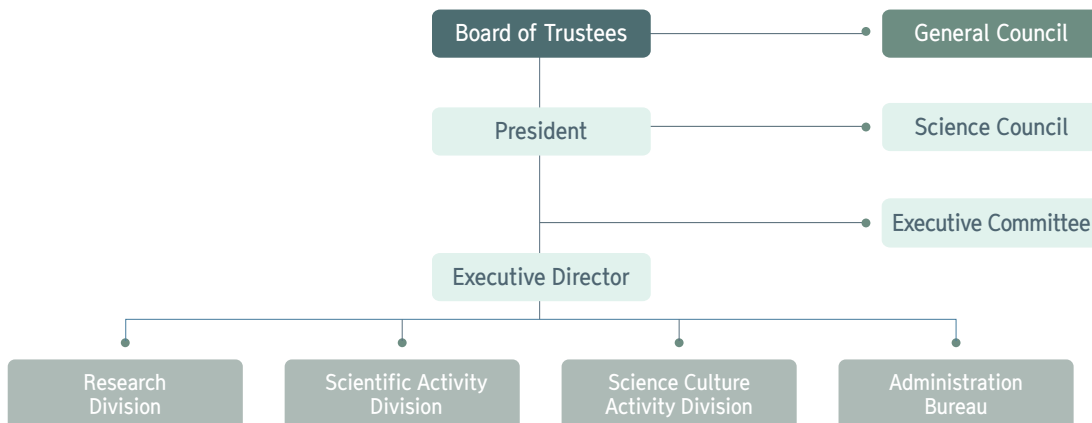 Board of Trustees
General Council
President
Science Council
Executive Committee
Executive Director
Research
Division
Scientific Activity
Division
Science Culture
Activity Division
Administration
Bureau